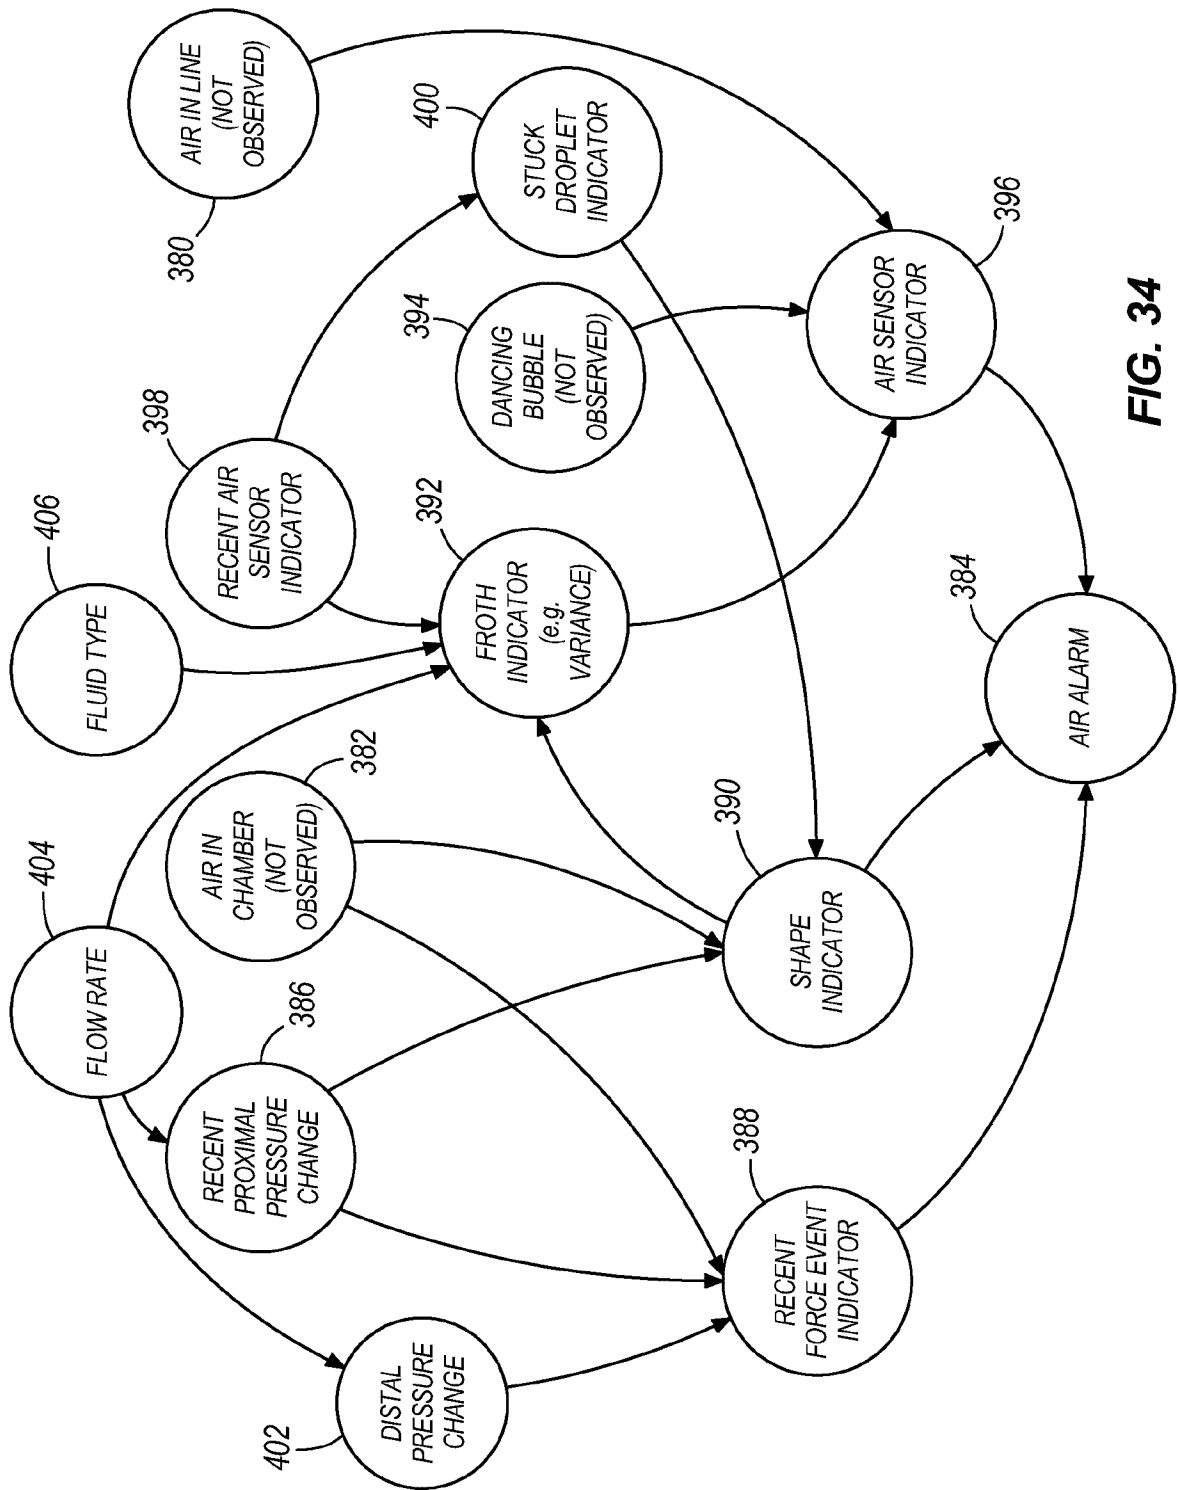 404
FLOW RATE
406
FLUID TYPE
402
DISTAL
PRESSURE
CHANGE
386
RECENT
PROXIMAL
PRESSURE
CHANGE
382
AIR IN
CHAMBER
(NOT
OBSERVED)
398
RECENT AIR
SENSOR
INDICATOR
380
AIR IN LINE
(NOT
OBSERVED)
392
FROTH
INDICATOR
(e.g.
VARIANCE)
394
DANCING
BUBBLE
(NOT
OBSERVED)
400
STUCK
DROPLET
INDICATOR
388
RECENT
FORCE EVENT
INDICATOR
390
SHAPE
INDICATOR
396
AIR SENSOR
INDICATOR
384
AIR ALARM
FIG. 34